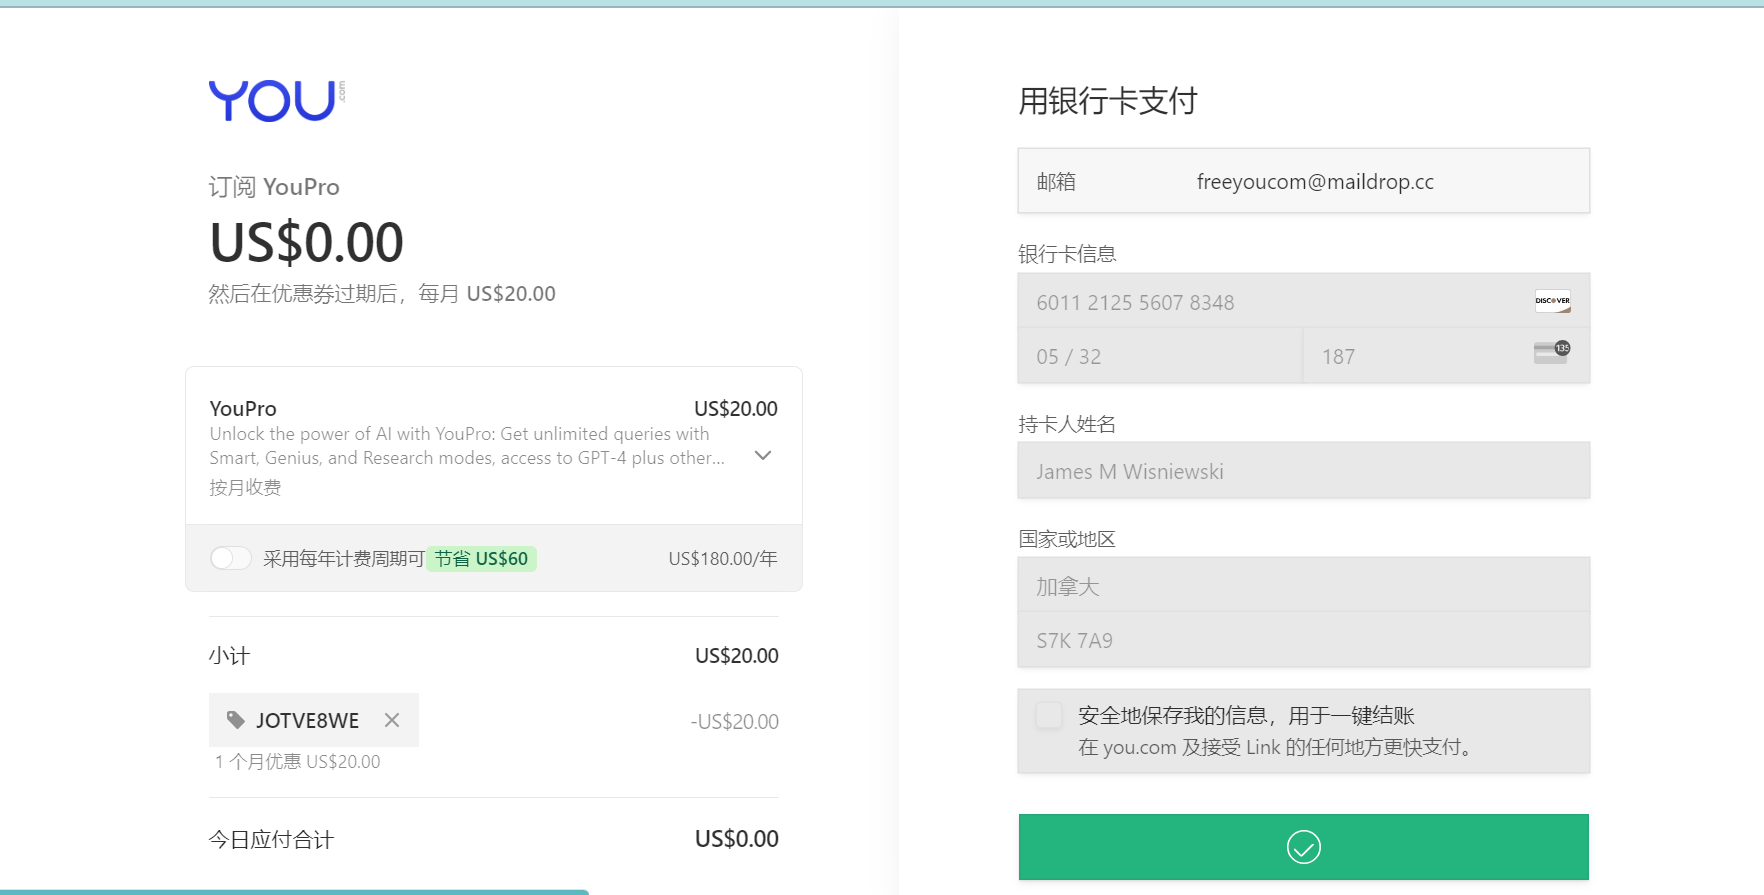 YOU.com
订阅 YouPro
US$0.00
然后在优惠券过期后，每月 US$20.00
YouPro US$20.00
Unlock the power of AI with YouPro: Get unlimited queries with
Smart, Genius, and Research modes, access to GPT-4 plus other...
按月收费
采用每年计费周期可 节省 US$60 US$180.00/年
小计 US$20.00
JOTVE8WE -US$20.00
1 个月优惠 US$20.00
今日应付合计 US$0.00
用银行卡支付
邮箱 freeyoucom@maildrop.cc
银行卡信息
6011 2125 5607 8348 DISCOVER
05 / 32 187 135
持卡人姓名
James M Wisniewski
国家或地区
加拿大
S7K 7A9
安全地保存我的信息，用于一键结账
在 you.com 及接受 Link 的任何地方更快支付。